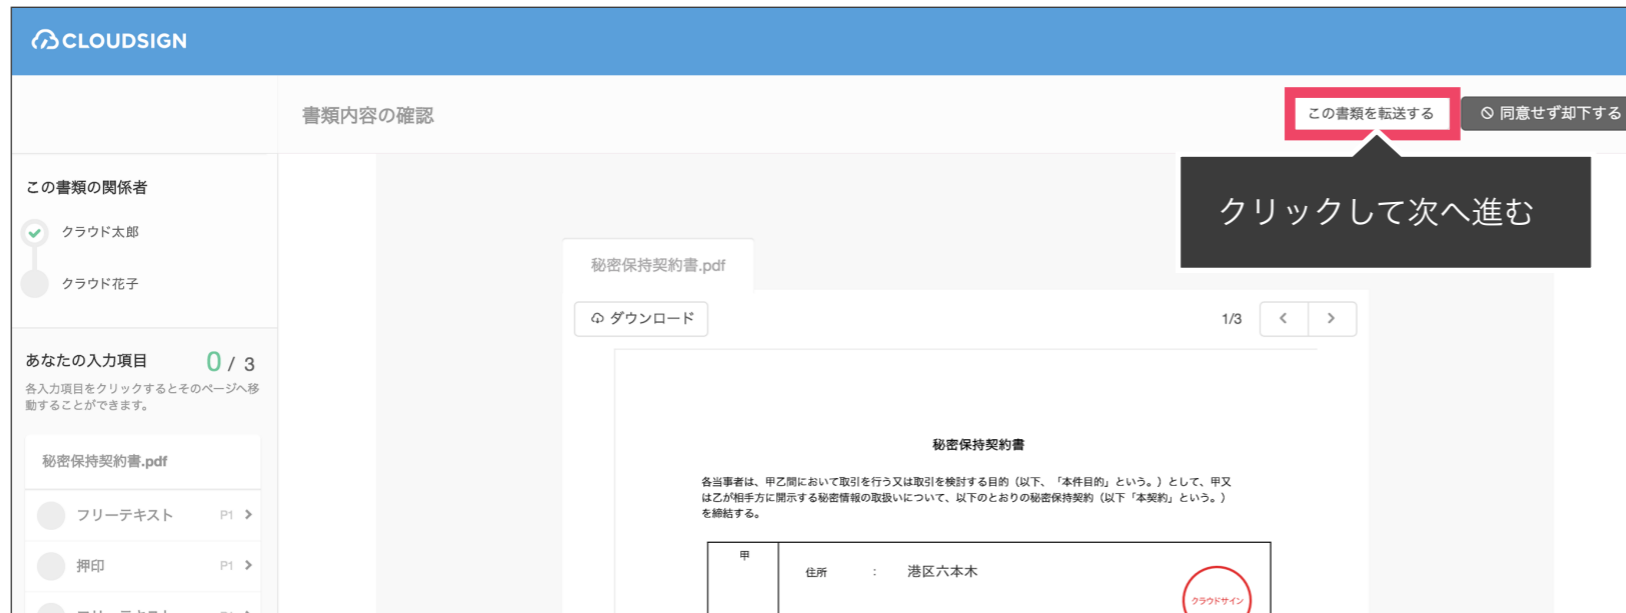 CLOUDSIGN
書類内容の確認
この書類を転送する
同意せず却下する
クリックして次へ進む
この書類の関係者
クラウド太郎
クラウド花子
あなたの入力項目 0 / 3
各入力項目をクリックするとそのページへ移
動することができます。
秘密保持契約書.pdf
フリーテキスト P1
押印 P1
秘密保持契約書.pdf
ダウンロード 1/3
秘密保持契約書
各当事者は、甲乙間において取引を行う又は取引を検討する目的（以下、「本件目的」という。）として、甲又
は乙が相手方に開示する秘密情報の取扱いについて、以下のとおりの秘密保持契約（以下「本契約」という。）
を締結する。
甲
住所 : 港区六本木
クラウドサイン